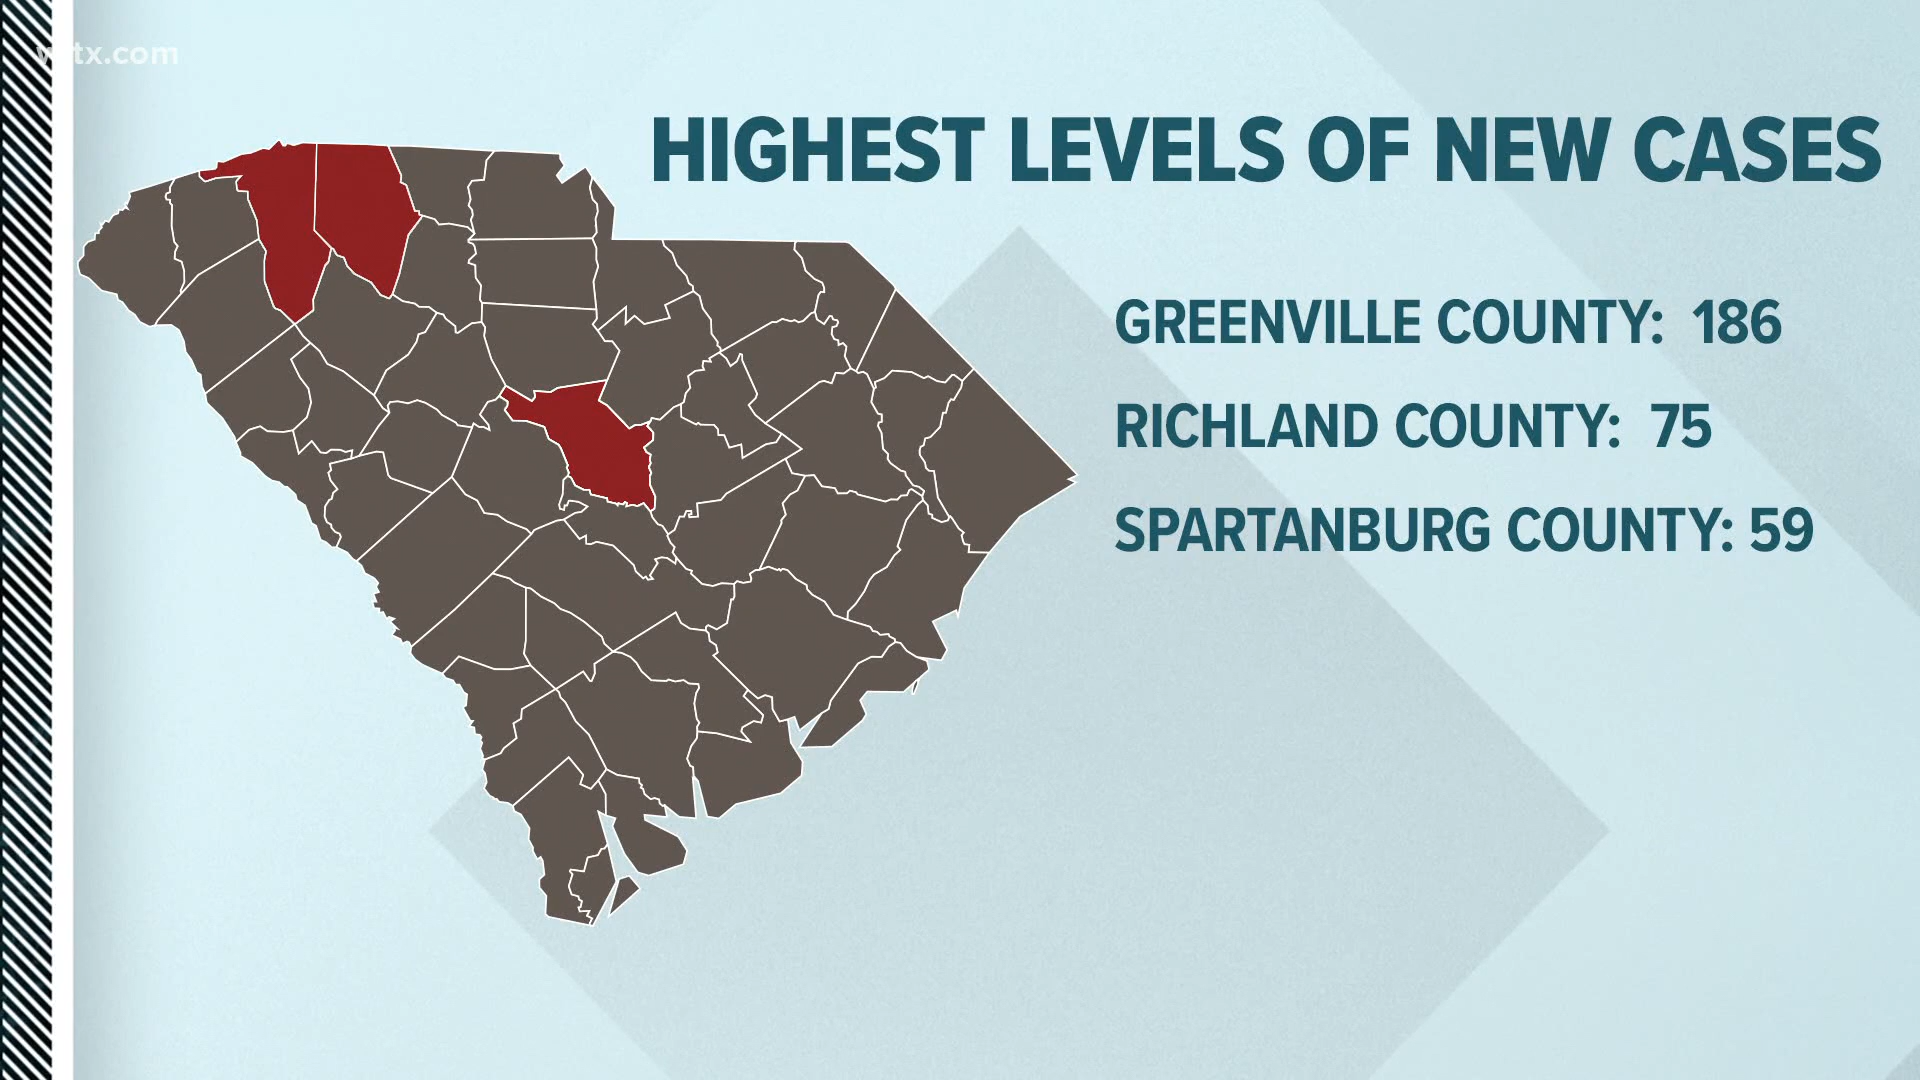 wltx.com
HIGHEST LEVELS OF NEW CASES
GREENVILLE COUNTY: 186
RICHLAND COUNTY: 75
SPARTANBURG COUNTY: 59